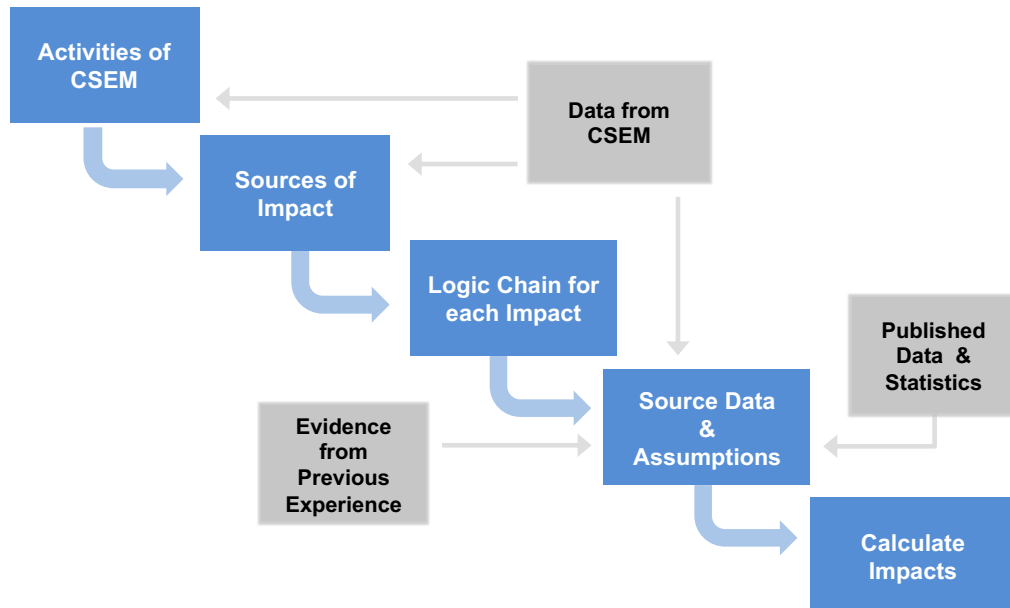 Activities of
CSEM
Data from
CSEM
Sources of
Impact
Logic Chain for
each Impact
Published
Data & 
Statistics
Source Data
&
Assumptions
Evidence
from
Previous
Experience
Calculate
Impacts